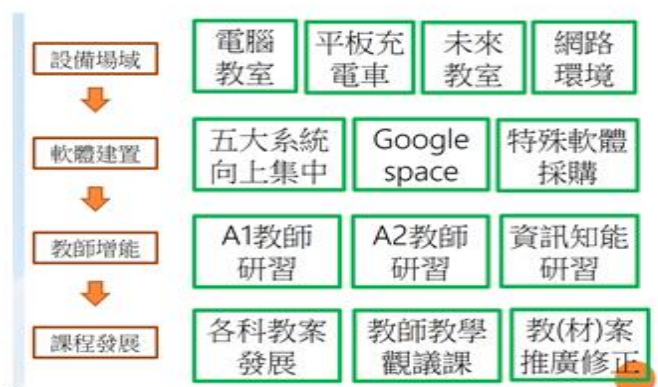 設備場域
電腦
教室
平板充
電車
未來
教室
網路
環境
軟體建置
五大系統
向上集中
Google
space
特殊軟體
採購
教師增能
A1教師
研習
A2教師
研習
資訊知能
研習
課程發展
各科教案
發展
教師教學
觀議課
教(材)案
推廣修正